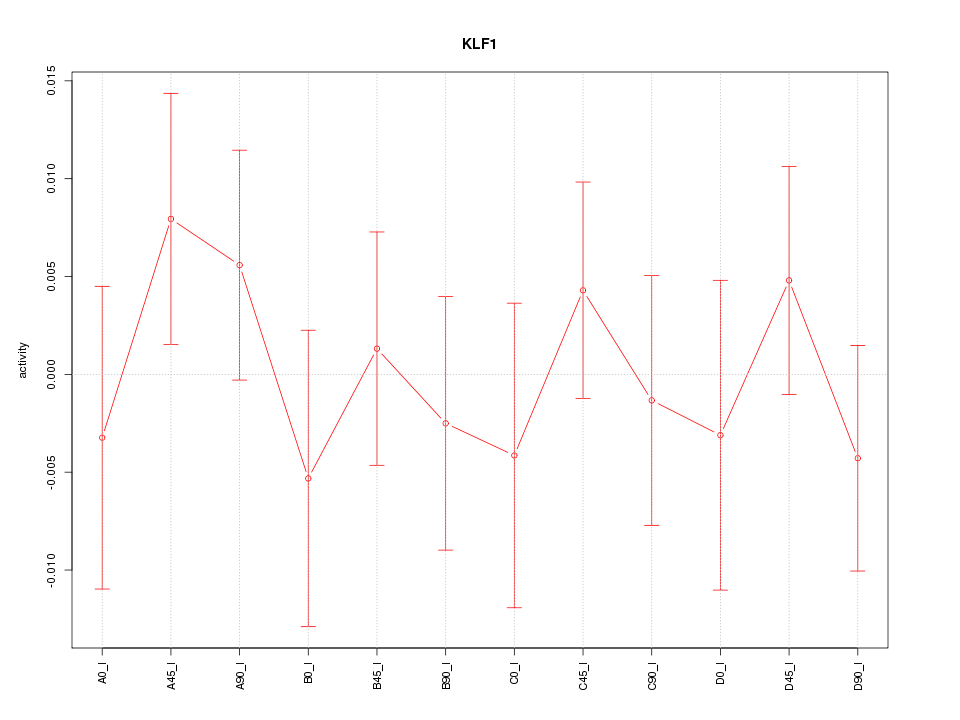 KLF1
0.015
0.010
0.005
0.000
-0.005
-0.010
activity
A0_I
A45_I
A90_I
B0_I
B45_I
B90_I
C0_I
C45_I
C90_I
D0_I
D45_I
D90_I